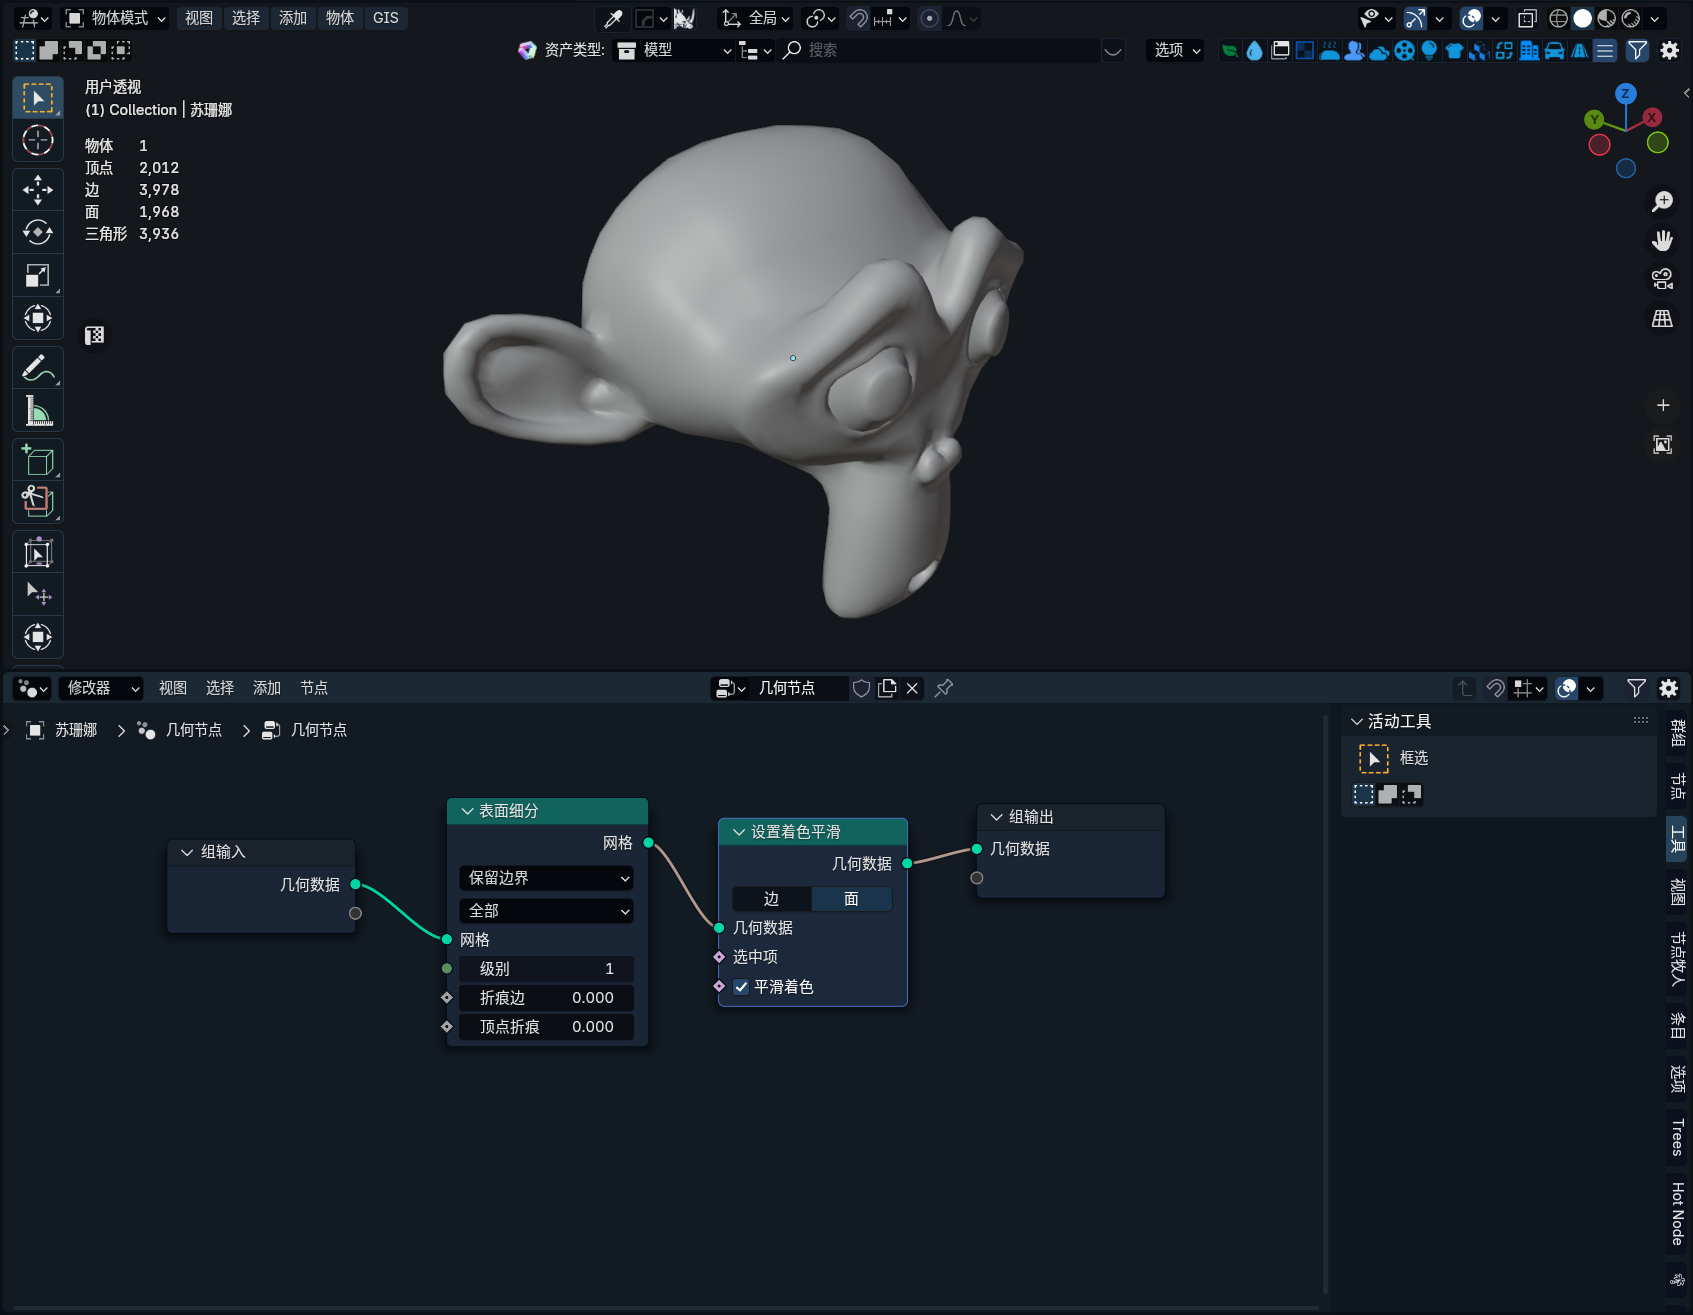 物体模式 视图 选择 添加 物体 GIS 全局
资产类型: 模型 搜索 选项
用户透视
(1) Collection | 苏珊娜
物体 1
顶点 2,012
边 3,978
面 1,968
三角形 3,936
Z
Y
X
修改器 视图 选择 添加 节点 几何节点
苏珊娜 几何节点 几何节点
组输入
几何数据
表面细分
网格
保留边界
全部
网格
级别 1
折痕边 0.000
顶点折痕 0.000
设置着色平滑
几何数据
边 面
几何数据
选中项
平滑着色
组输出
几何数据
活动工具
框选
群组
节点
工具
视图
节点牧人
条目
选项
Trees
Hot Node